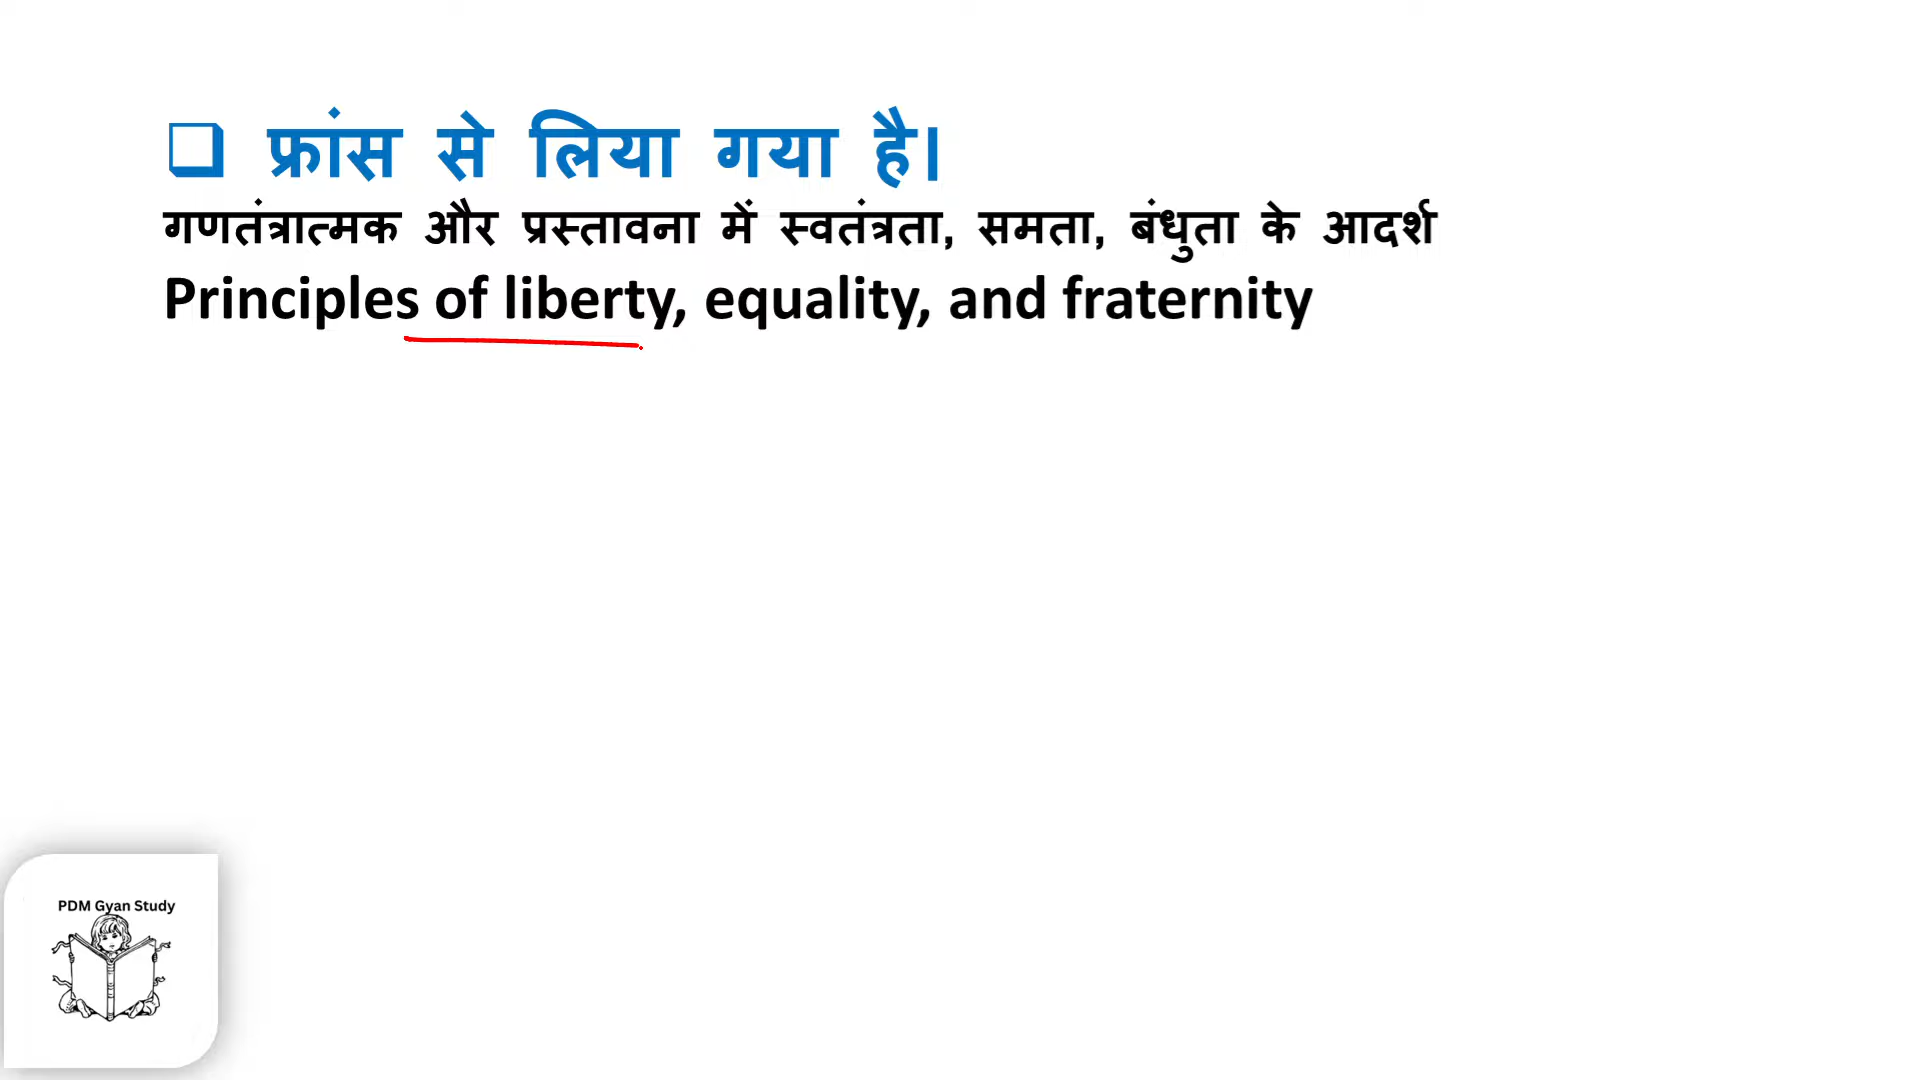 ❑ फ्रांस से लिया गया है।
गणतंत्रात्मक और प्रस्तावना में स्वतंत्रता, समता, बंधुता के आदर्श
Principles of liberty, equality, and fraternity
PDM Gyan Study